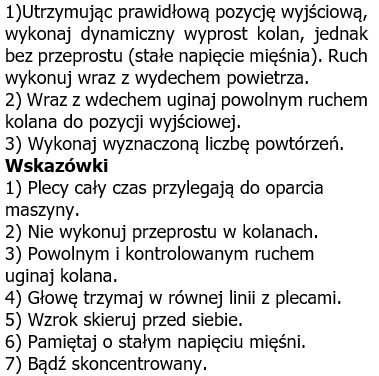 1)Utrzymując prawidłową pozycję wyjściową,
wykonaj dynamiczny wyprost kolan, jednak
bez przeprostu (stałe napięcie mięśnia). Ruch
wykonuj wraz z wydechem powietrza.
2) Wraz z wdechem uginaj powolnym ruchem
kolana do pozycji wyjściowej.
3) Wykonaj wyznaczoną liczbę powtórzeń.
Wskazówki
1) Plecy cały czas przylegają do oparcia
maszyny.
2) Nie wykonuj przeprostu w kolanach.
3) Powolnym i kontrolowanym ruchem
uginaj kolana.
4) Głowę trzymaj w równej linii z plecami.
5) Wzrok skieruj przed siebie.
6) Pamiętaj o stałym napięciu mięśni.
7) Bądź skoncentrowany.